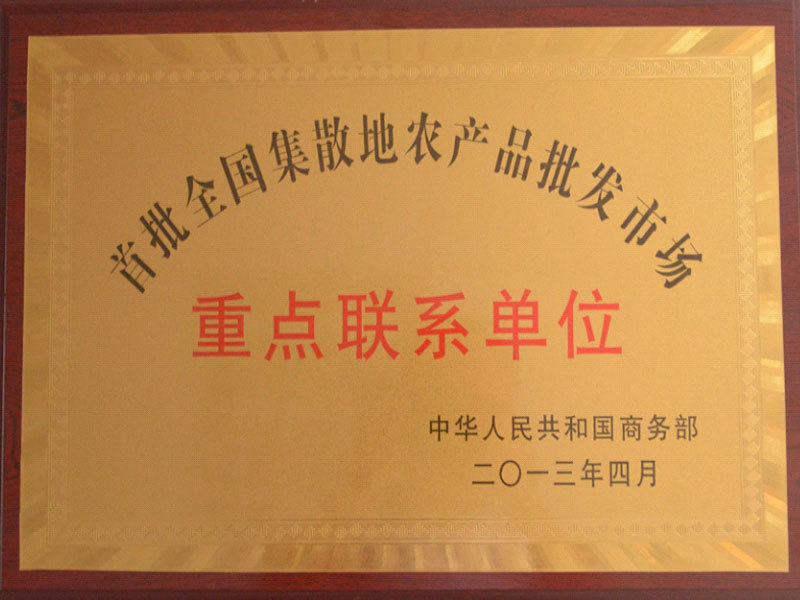 首批全国集散地农产品批发市场
重点联系单位
中华人民共和国商务部
二〇一三年四月